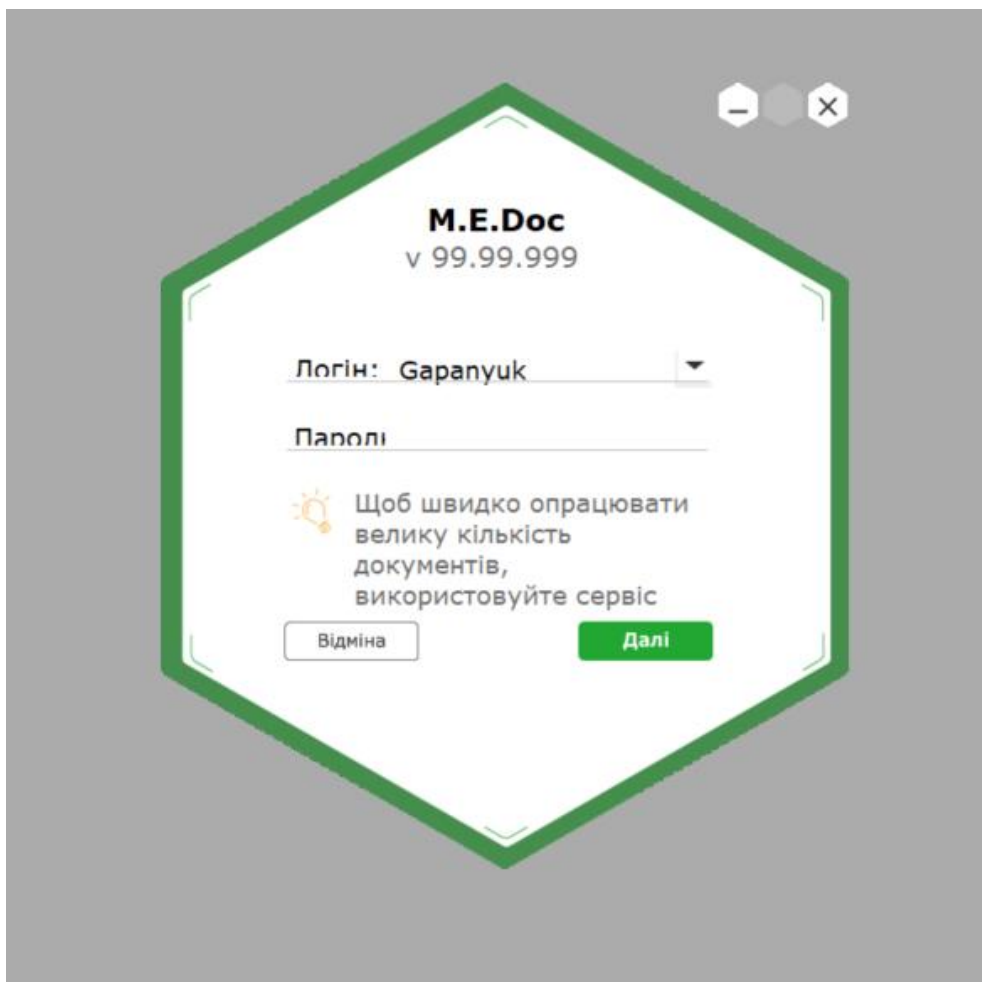 M.E.Doc
v 99.99.999
Логін: Gapanyuk
Пароль
Щоб швидко опрацювати
велику кількість
документів,
використовуйте сервіс
Відміна Далі